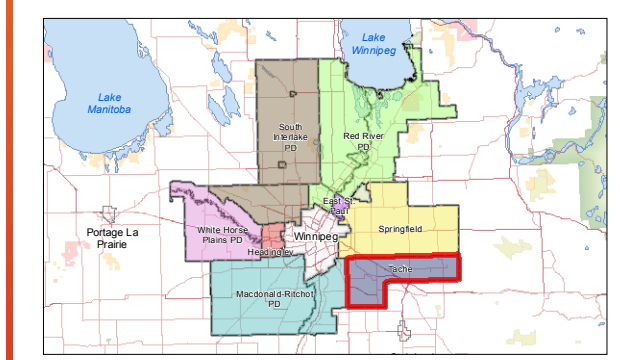 Lake
Winnipeg
Lake
Manitoba
South
Interlake
PD
Red River
PD
East St.
Paul
Portage La
Prairie
White Horse
Plains PD
Winnipeg
Springfield
Headingley
Tache
Macdonald-Ritchot
PD